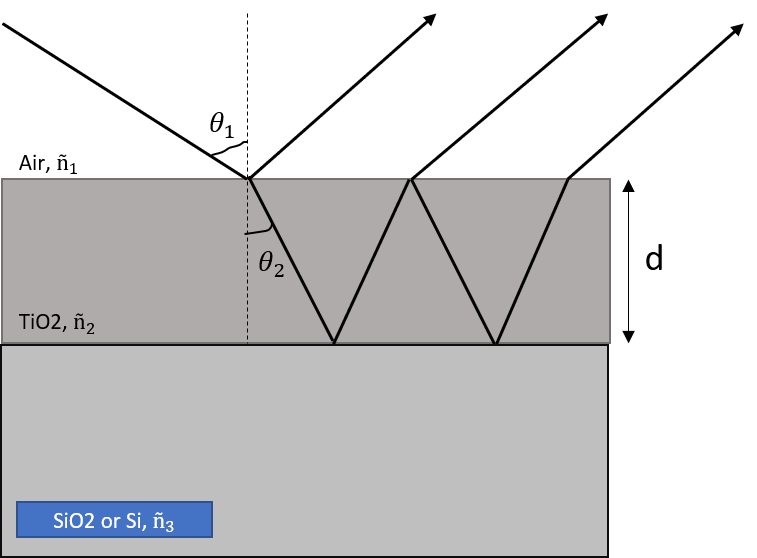 θ₁
Air, ñ₁
θ₂
d
TiO2, ñ₂
SiO2 or Si, ñ₃